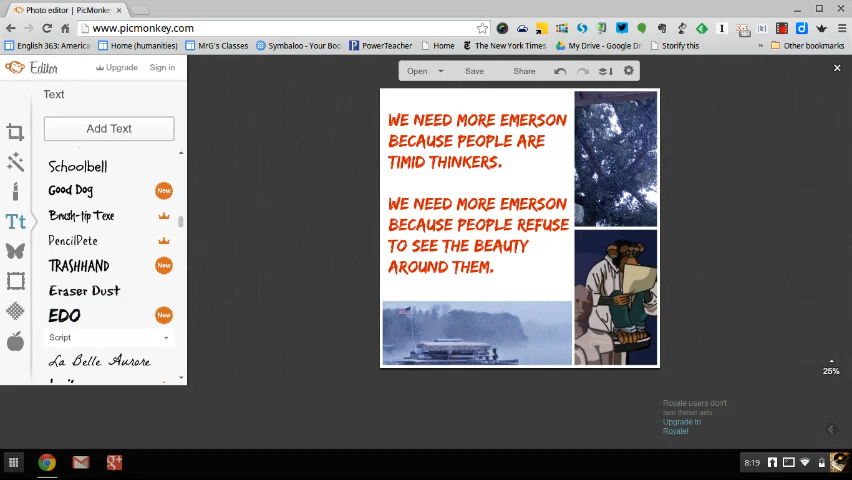 Photo editor | PicMonkey
www.picmonkey.com
English 363: America
Home (humanities)
MrG's Classes
Symbaloo - Your Boo
PowerTeacher
Home
The New York Times
My Drive - Google Dr
Storify this
»
Other bookmarks
Editor
Upgrade
Sign in
Open
Save
Share
Text
Add Text
Schoolbell
Good Dog
New
Brush-tip Texe
PencilPete
TRASHHAND
New
Eraser Dust
EDO
New
Script
La Belle Aurore
WE NEED MORE EMERSON
BECAUSE PEOPLE ARE
TIMID THINKERS.
WE NEED MORE EMERSON
BECAUSE PEOPLE REFUSE
TO SEE THE BEAUTY
AROUND THEM.
25%
Royale users don't
see these ads.
Upgrade to
Royale!
8:19